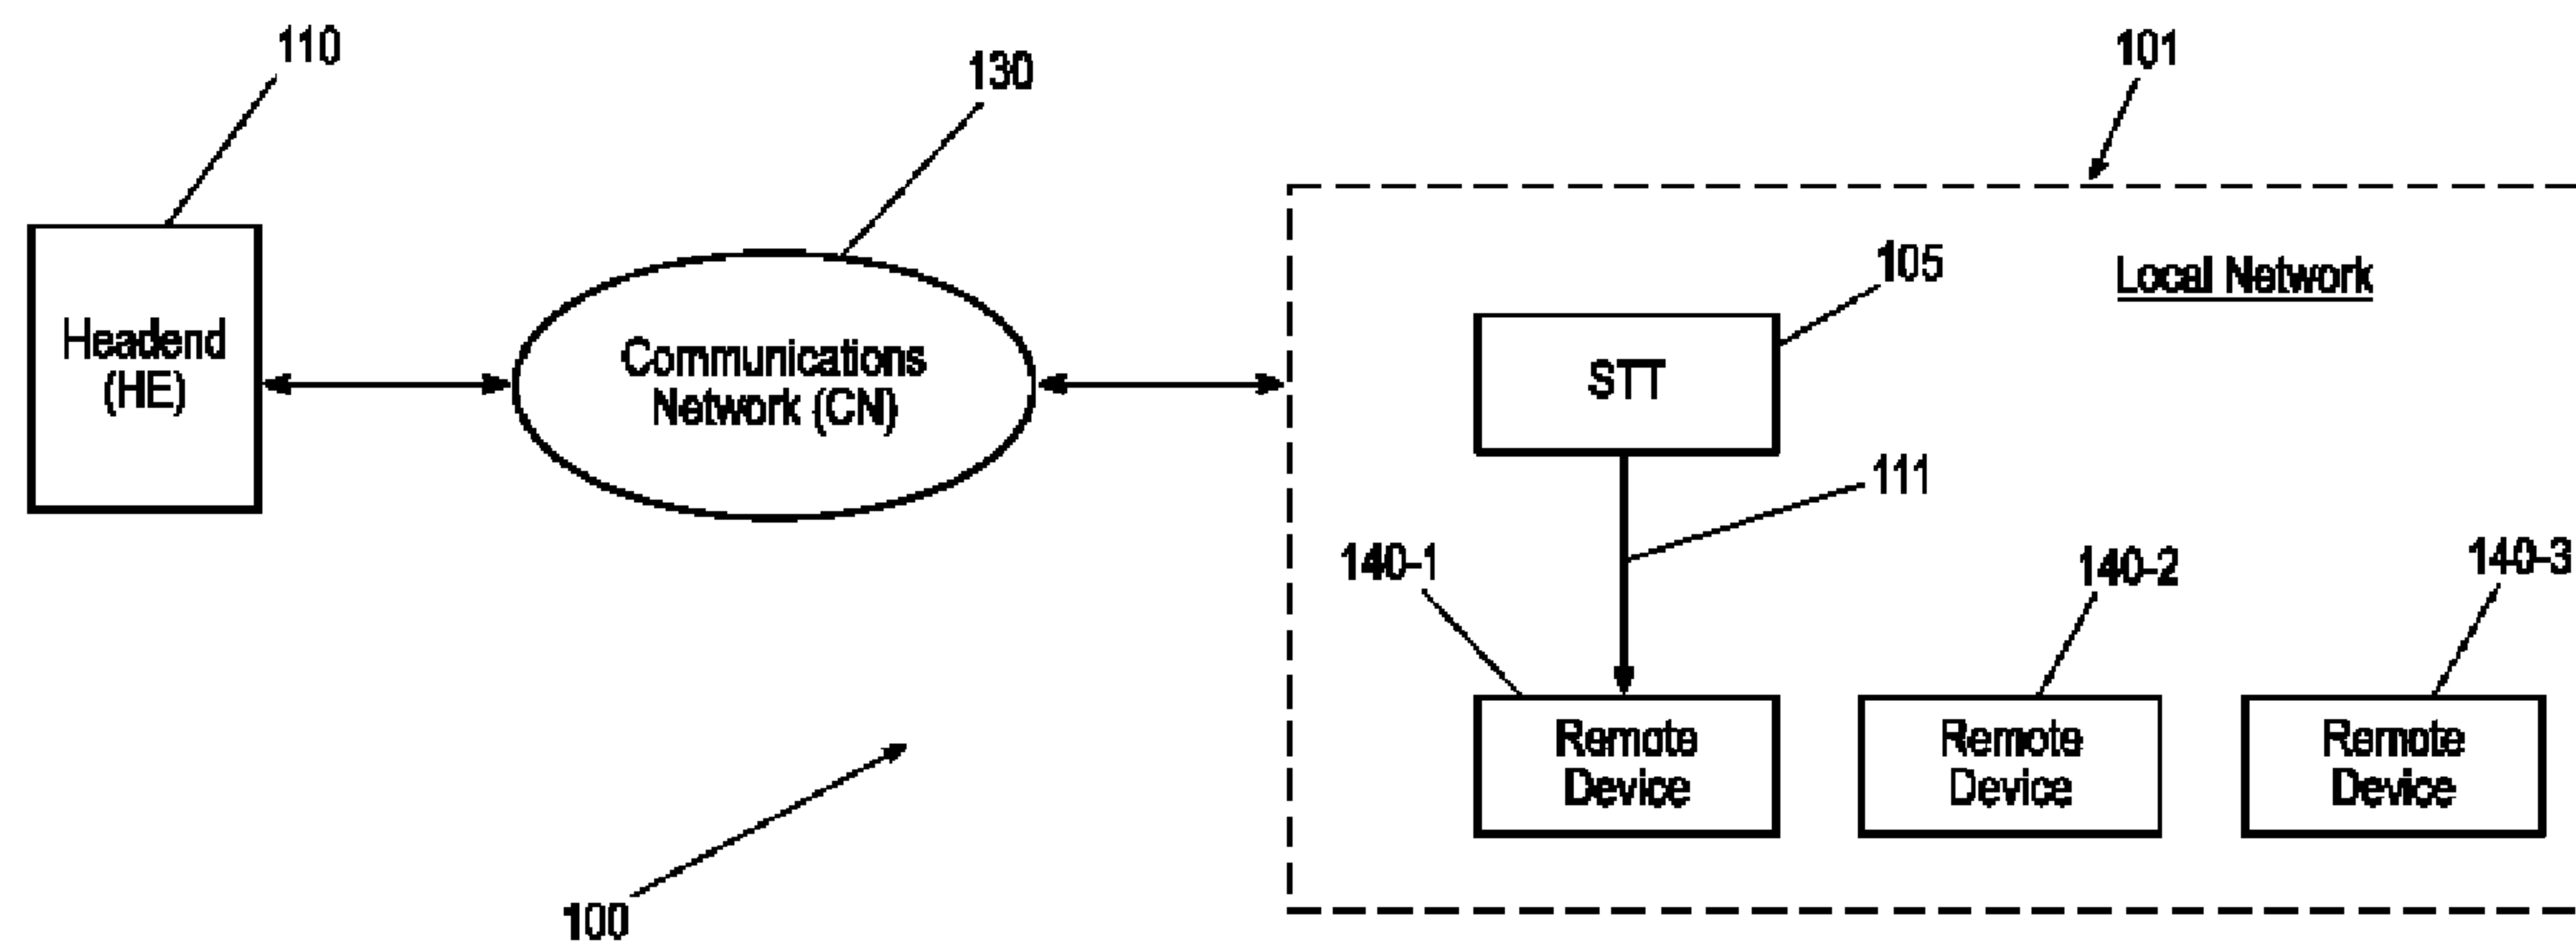 110
130
101
105
Local Network
Headend
(HE)
Communications
Network (CN)
STT
111
140-1
140-2
140-3
Remote
Device
Remote
Device
Remote
Device
100